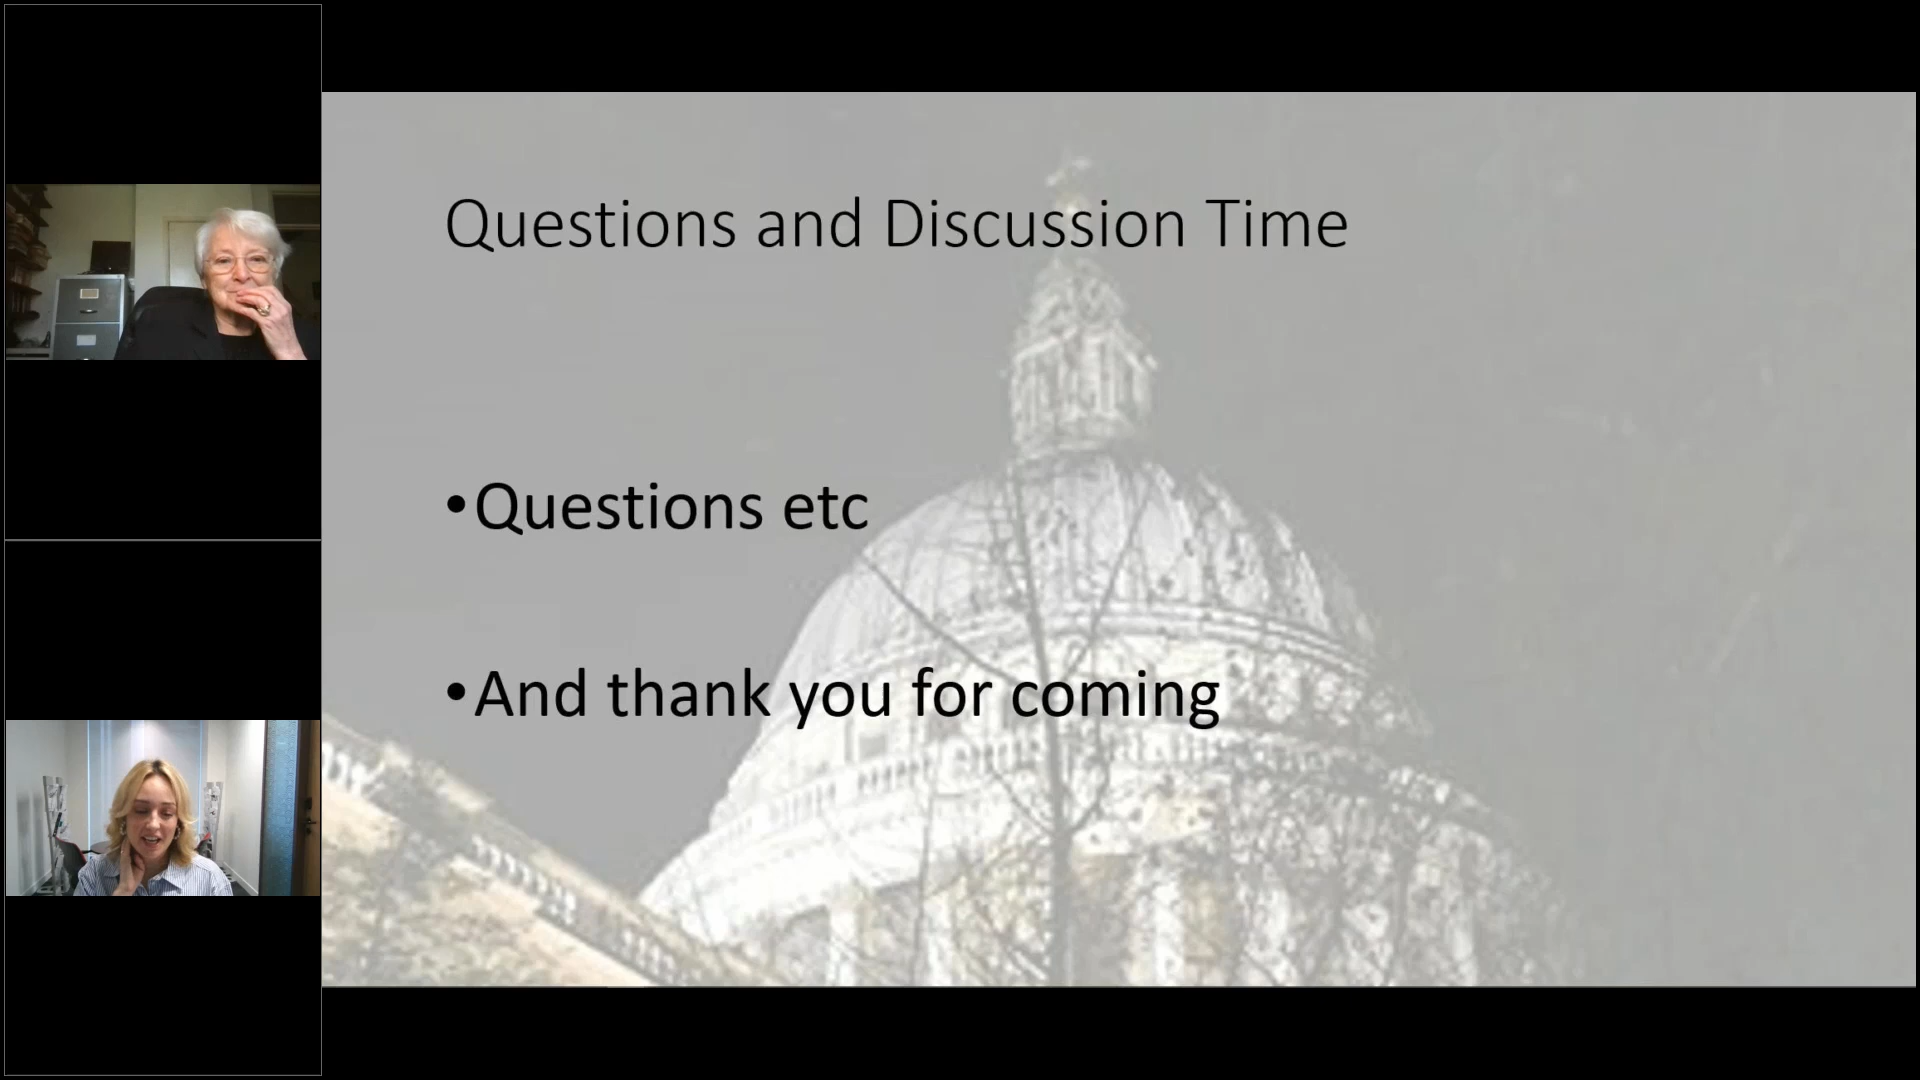 Questions and Discussion Time
•Questions etc
•And thank you for coming